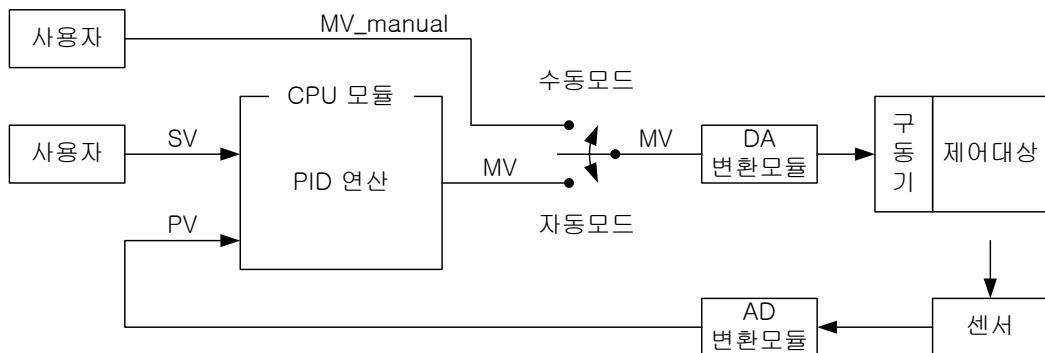 사용자
MV_manual
수동모드
CPU 모듈
사용자
SV
PID 연산
MV
MV
DA
변환모듈
구
동
기
제어대상
자동모드
PV
AD
변환모듈
센서